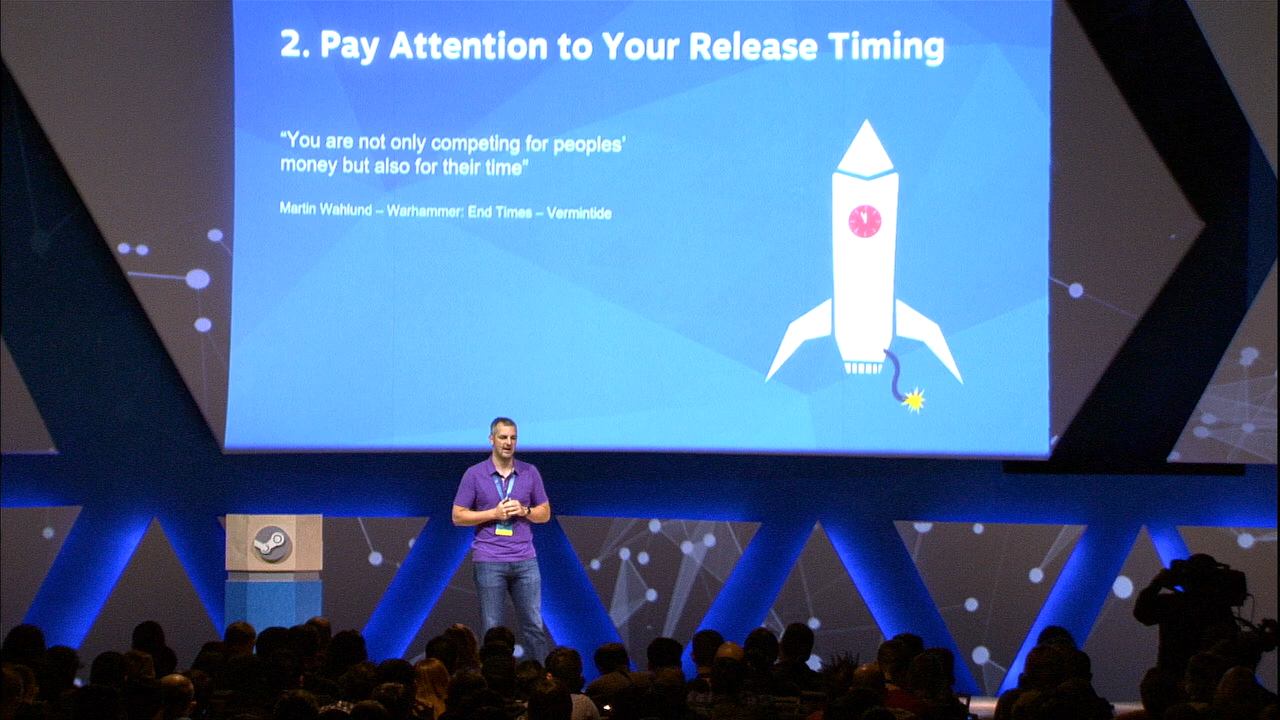 2. Pay Attention to Your Release Timing
“You are not only competing for peoples’
money but also for their time”
Martin Wahlund – Warhammer: End Times – Vermintide